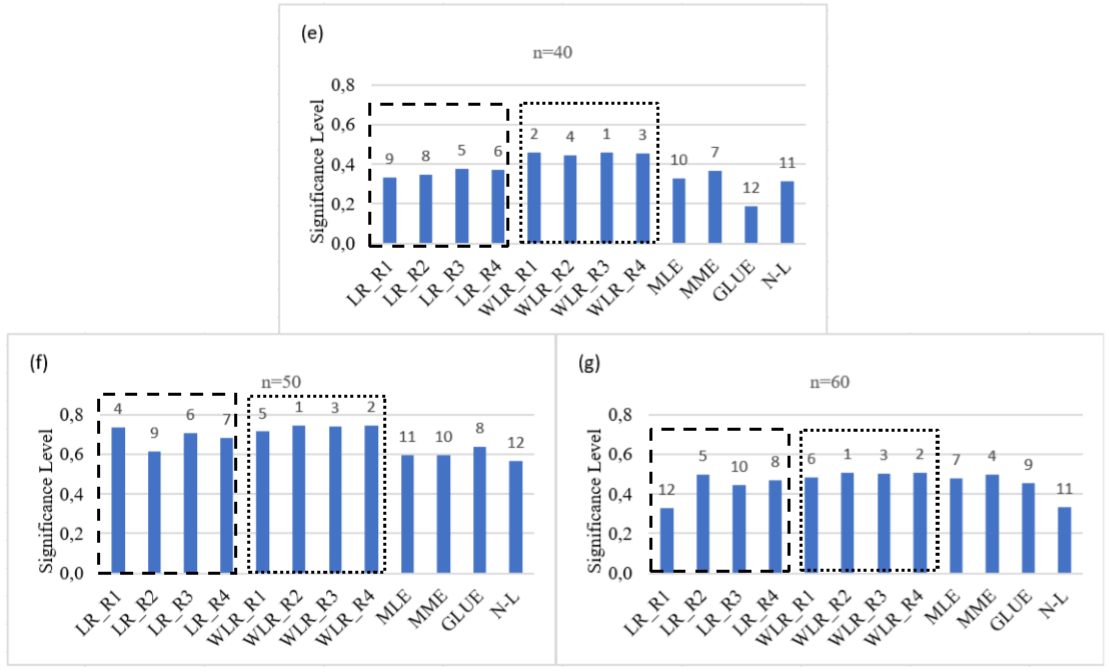 (e)
n=40
Significance Level
0,8
0,6
0,4
0,2
0,0
9 8 5 6 2 4 1 3 10 7 12 11
LR_R1 LR_R2 LR_R3 LR_R4 WLR_R1 WLR_R2 WLR_R3 WLR_R4 MLE MME GLUE N-L
(f)
n=50
Significance Level
0,8
0,6
0,4
0,2
0,0
4 9 6 7 5 1 3 2 11 10 8 12
LR_R1 LR_R2 LR_R3 LR_R4 WLR_R1 WLR_R2 WLR_R3 WLR_R4 MLE MME GLUE N-L
(g)
n=60
Significance Level
0,8
0,6
0,4
0,2
0,0
12 5 10 8 6 1 3 2 7 4 9 11
LR_R1 LR_R2 LR_R3 LR_R4 WLR_R1 WLR_R2 WLR_R3 WLR_R4 MLE MME GLUE N-L